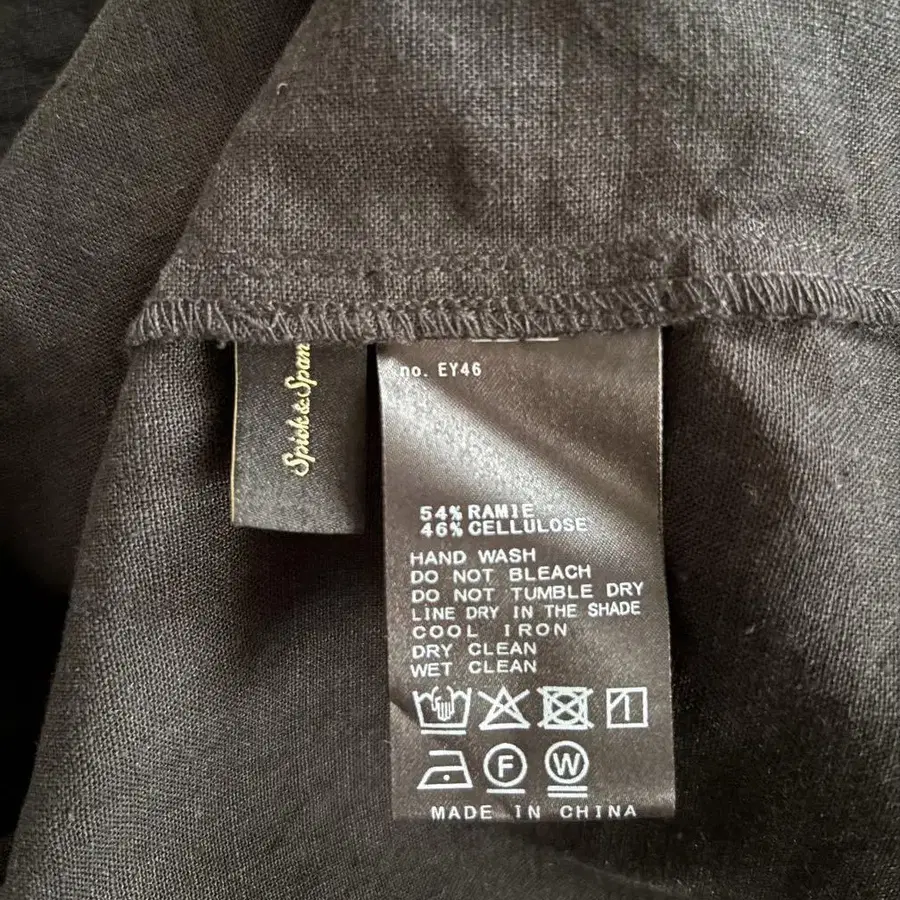 Spick & Span
no. EY46
54% RAMIE
46% CELLULOSE
HAND WASH
DO NOT BLEACH
DO NOT TUMBLE DRY
LINE DRY IN THE SHADE
COOL IRON
DRY CLEAN
WET CLEAN
F W
MADE IN CHINA